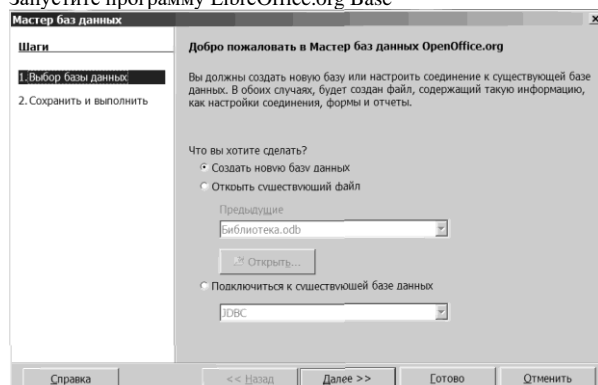 Запустите программу LibreOffice.org Base
Мастер баз данных
Шаги
1.Выбор базы данных
2.Сохранить и выполнить
Добро пожаловать в Мастер баз данных OpenOffice.org
Вы должны создать новую базу или настроить соединение к существующей базе
данных. В обоих случаях, будет создан файл, содержащий такую информацию,
как настройки соединения, формы и отчеты.
Что вы хотите сделать?
Создать новую базу данных
Открыть существующий файл
Предыдущие
Библиотека.odb
Открыть...
Подключиться к существующей базе данных
JDBC
Справка
<< Назад
Далее >>
Готово
Отменить